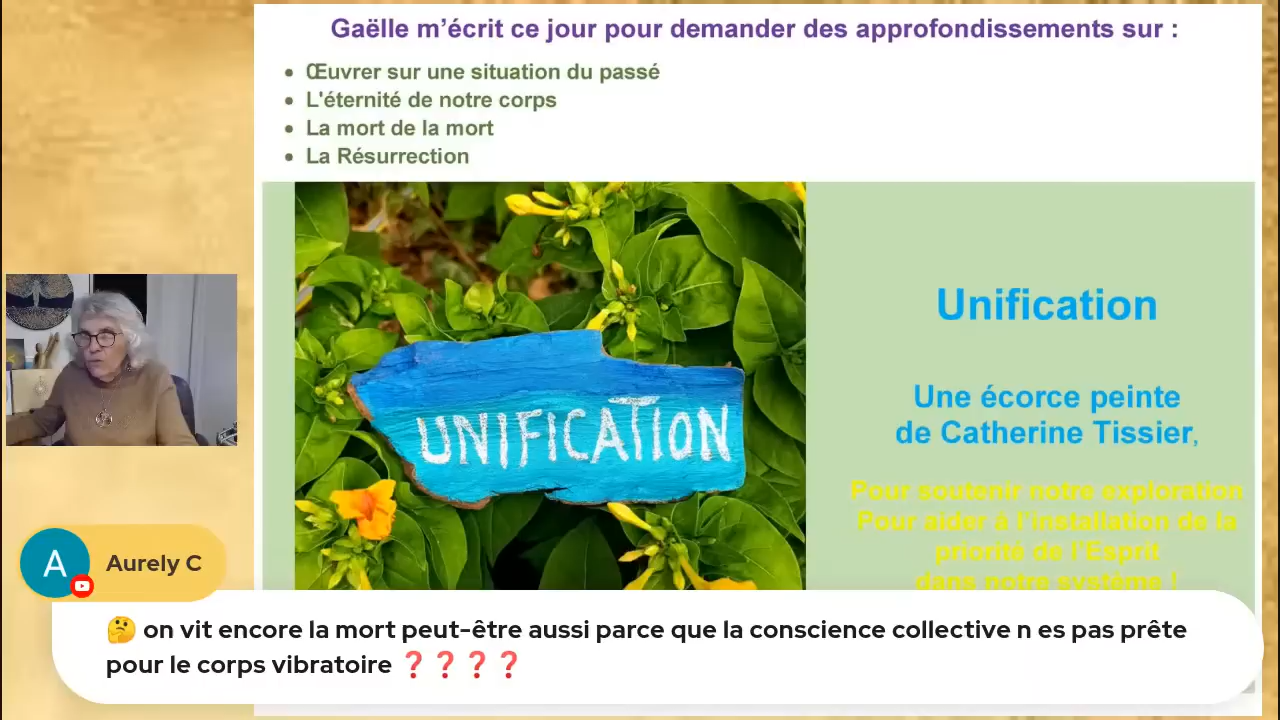 Gaëlle m’écrit ce jour pour demander des approfondissements sur :
• Œuvrer sur une situation du passé
• L'éternité de notre corps
• La mort de la mort
• La Résurrection
UNIFICATION
Unification
Une écorce peinte
de Catherine Tissier,
Pour soutenir notre exploration
Pour aider à l'installation de la
priorité de l'Esprit
dans notre système !
A
Aurely C
🤔 on vit encore la mort peut-être aussi parce que la conscience collective n es pas prête
pour le corps vibratoire ❓❓❓❓